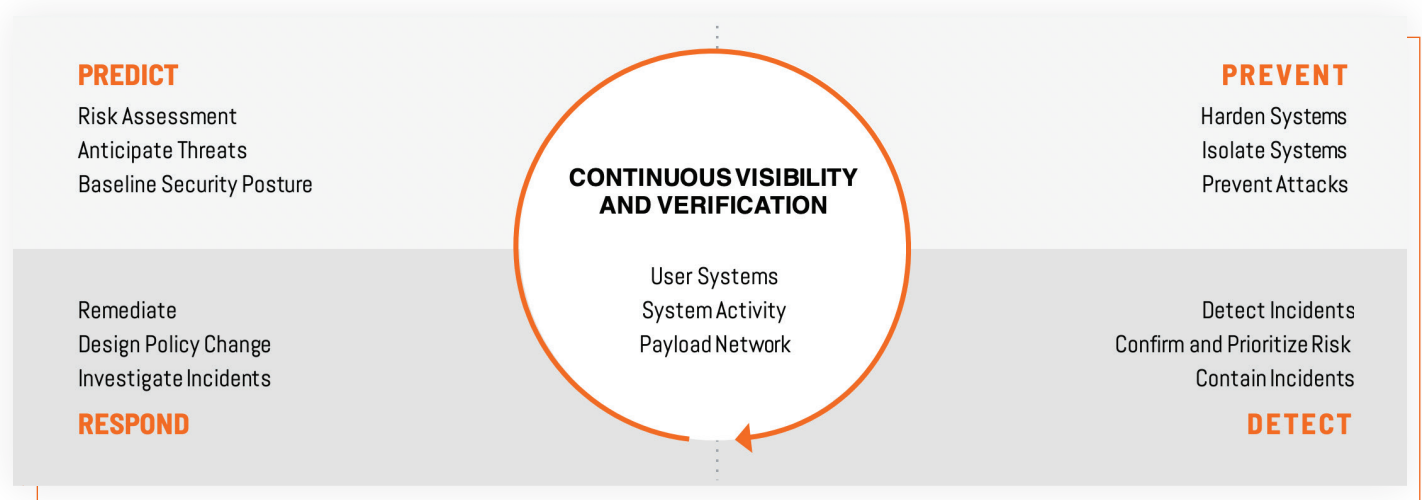 PREDICT
Risk Assessment
Anticipate Threats
Baseline Security Posture
PREVENT
Harden Systems
Isolate Systems
Prevent Attacks
CONTINUOUS VISIBILITY
AND VERIFICATION
User Systems
System Activity
Payload Network
Remediate
Design Policy Change
Investigate Incidents
RESPOND
Detect Incidents
Confirm and Prioritize Risk
Contain Incidents
DETECT